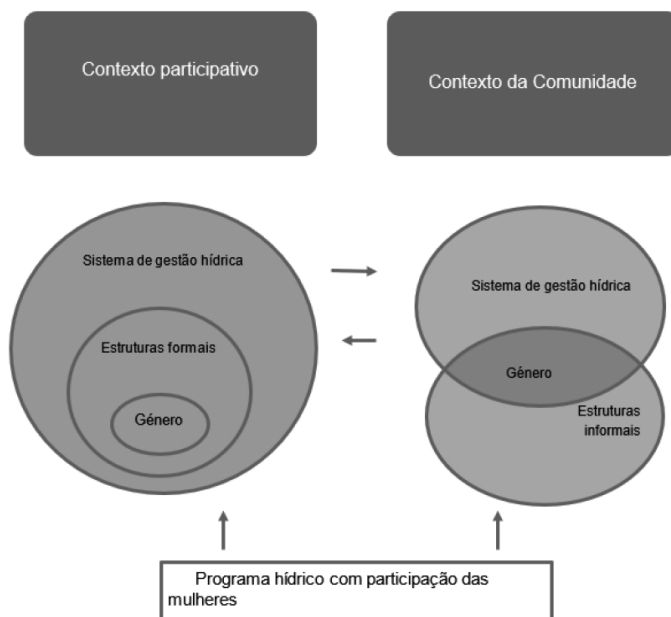 Contexto participativo
Contexto da Comunidade
Sistema de gestão hídrica
Estruturas formais
Género
Sistema de gestão hídrica
Género
Estruturas
informais
Programa hídrico com participação das
mulheres